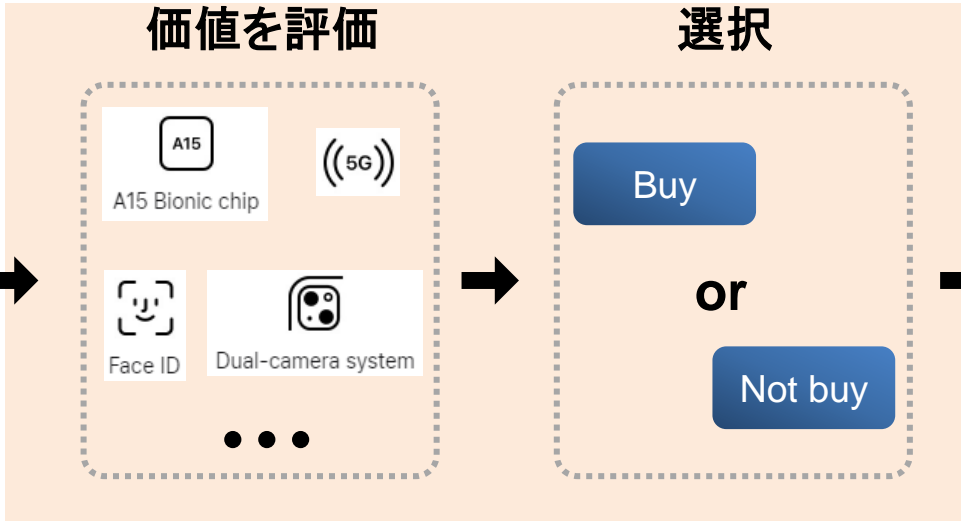 価値を評価
選択
A15
A15 Bionic chip
5G
Face ID
Dual-camera system
•••
Buy
or
Not buy